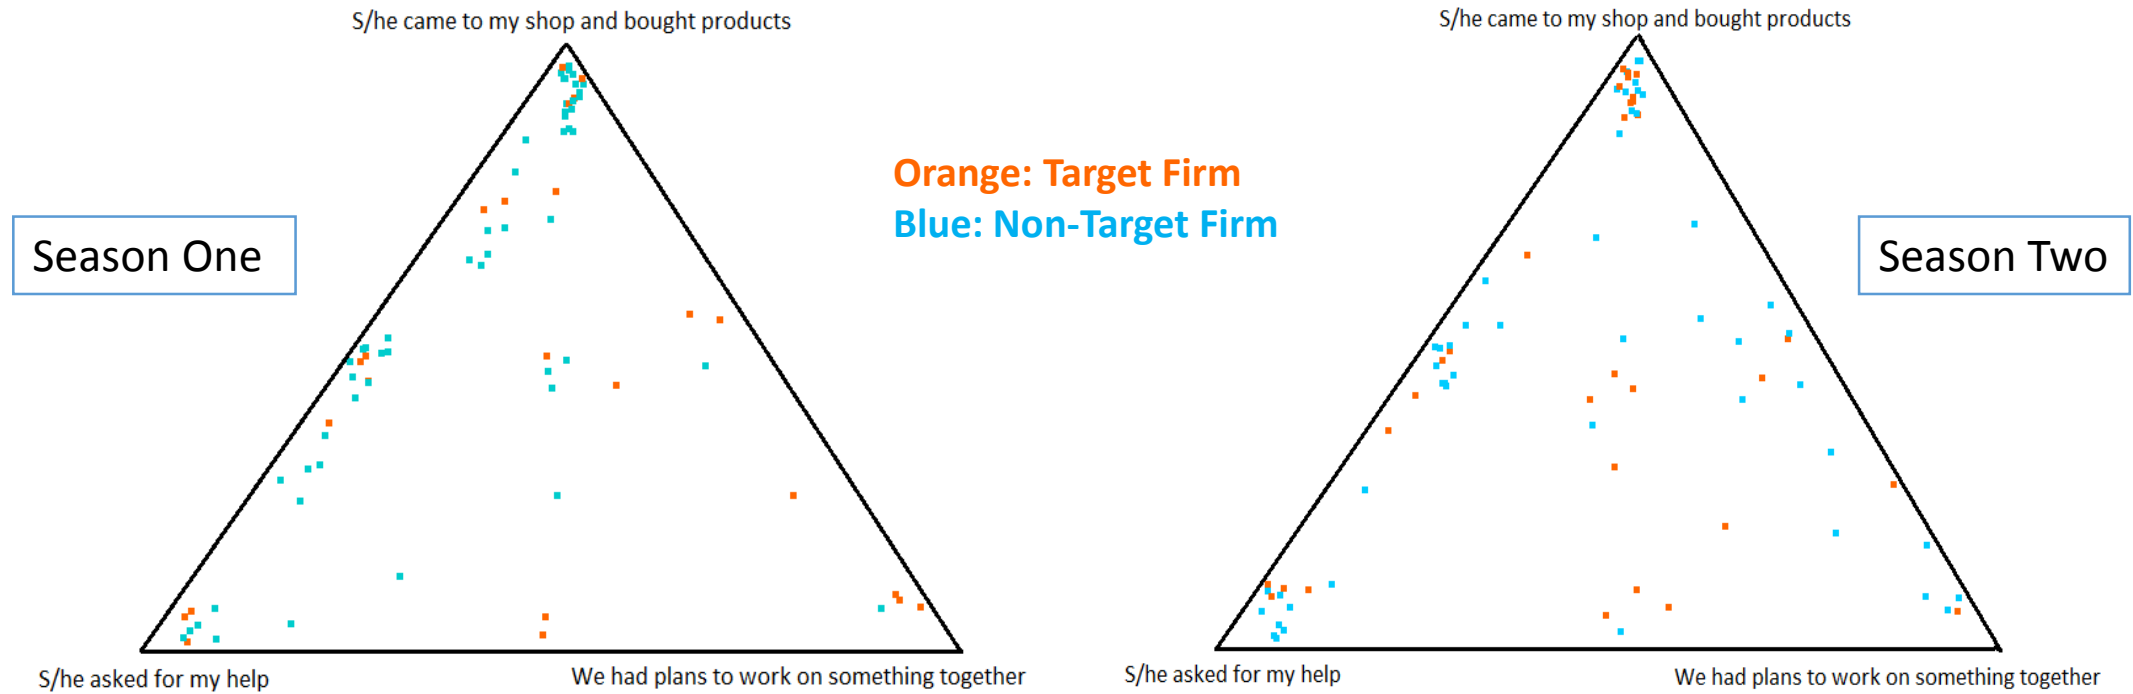 S/he came to my shop and bought products
S/he came to my shop and bought products
Orange: Target Firm
Blue: Non-Target Firm
Season One
Season Two
S/he asked for my help
We had plans to work on something together
S/he asked for my help
We had plans to work on something together